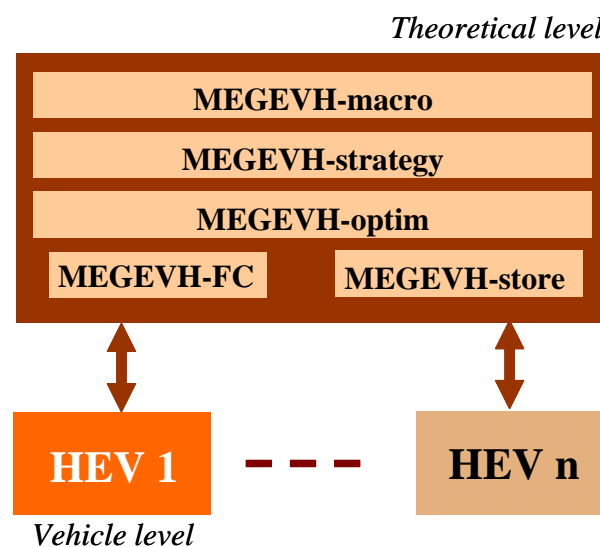 Theoretical level
MEGEVH-macro
MEGEVH-strategy
MEGEVH-optim
MEGEVH-FC
MEGEVH-store
HEV 1
HEV n
Vehicle level